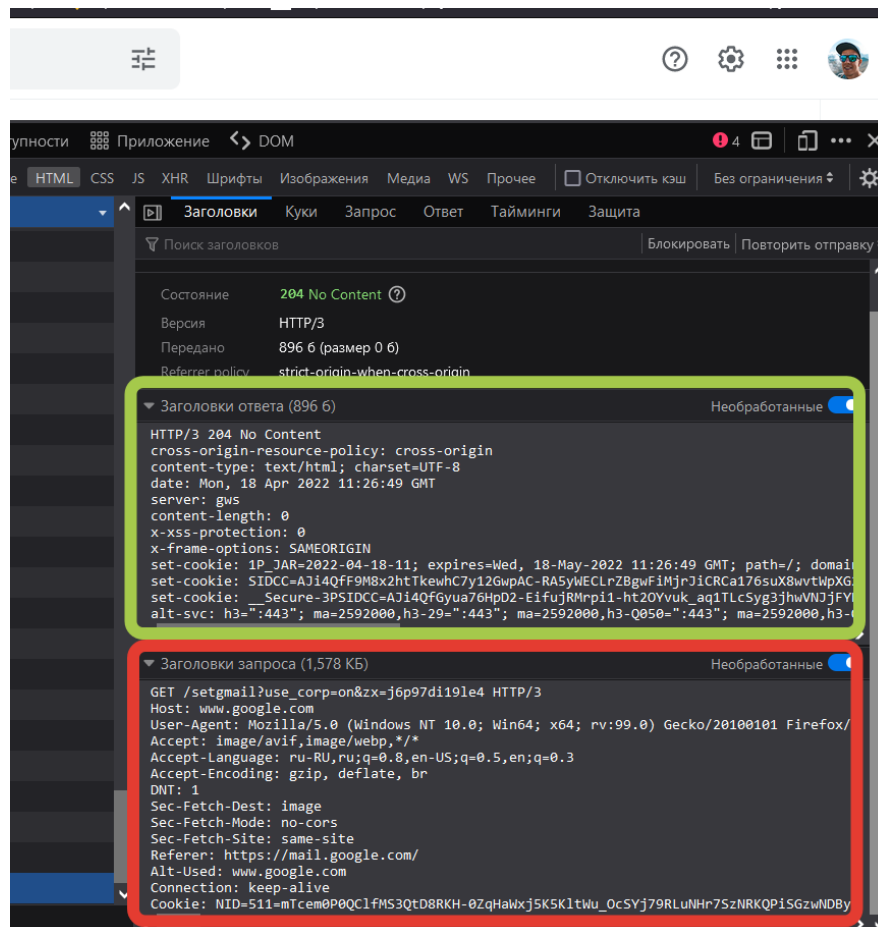 упности Приложение DOM 4
е HTML CSS JS XHR Шрифты Изображения Медиа WS Прочее Отключить кэш Без ограничения
Заголовки Куки Запрос Ответ Тайминги Защита
Поиск заголовков Блокировать Повторить отправку
Состояние 204 No Content
Версия HTTP/3
Передано 896 б (размер 0 б)
Referrer policy strict-origin-when-cross-origin
Заголовки ответа (896 б) Необработанные
HTTP/3 204 No Content
cross-origin-resource-policy: cross-origin
content-type: text/html; charset=UTF-8
date: Mon, 18 Apr 2022 11:26:49 GMT
server: gws
content-length: 0
x-xss-protection: 0
x-frame-options: SAMEORIGIN
set-cookie: 1P_JAR=2022-04-18-11; expires=Wed, 18-May-2022 11:26:49 GMT; path=/; domai
set-cookie: SIDCC=AJi4QfF9M8x2htTkewhC7y12GwpAC-RA5yWECLrZBgwFiMjrJiCRCa176suX8wvtWpXG
set-cookie: __Secure-3PSIDCC=AJi4QfGyua76HpD2-EifujRMrpi1-ht2OYvuk_aq1TLcSyg3jhwVNJjFY
alt-svc: h3=":443"; ma=2592000,h3-29=":443"; ma=2592000,h3-Q050=":443"; ma=2592000,h3-
Заголовки запроса (1,578 КБ) Необработанные
GET /setgmail?use_corp=on&zx=j6p97di19le4 HTTP/3
Host: www.google.com
User-Agent: Mozilla/5.0 (Windows NT 10.0; Win64; x64; rv:99.0) Gecko/20100101 Firefox/
Accept: image/avif,image/webp,*/*
Accept-Language: ru-RU,ru;q=0.8,en-US;q=0.5,en;q=0.3
Accept-Encoding: gzip, deflate, br
DNT: 1
Sec-Fetch-Dest: image
Sec-Fetch-Mode: no-cors
Sec-Fetch-Site: same-site
Referer: https://mail.google.com/
Alt-Used: www.google.com
Connection: keep-alive
Cookie: NID=511=mTcem0P0QClfMS3QtD8RKH-0ZqHaWxj5K5KltWu_OcSYj79RLuNHr7SzNRKQPiSGzwNDBy